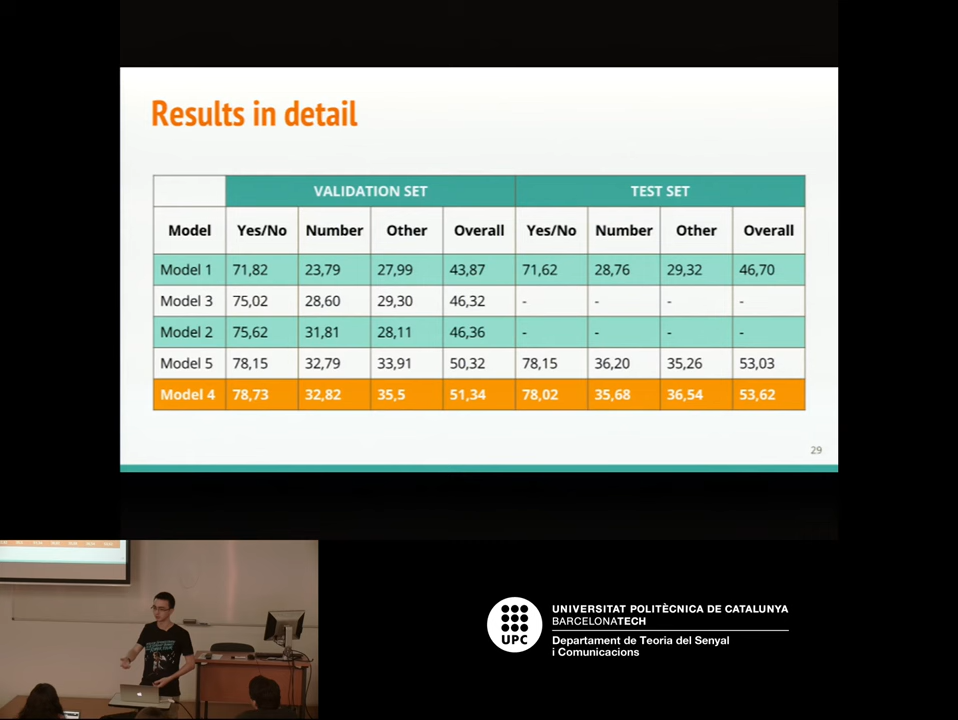 Results in detail
VALIDATION SET TEST SET
Model Yes/No Number Other Overall Yes/No Number Other Overall
Model 1 71,82 23,79 27,99 43,87 71,62 28,76 29,32 46,70
Model 3 75,02 28,60 29,30 46,32 - - - -
Model 2 75,62 31,81 28,11 46,36 - - - -
Model 5 78,15 32,79 33,91 50,32 78,15 36,20 35,26 53,03
Model 4 78,73 32,82 35,5 51,34 78,02 35,68 36,54 53,62
29
UPC
UNIVERSITAT POLITÈCNICA DE CATALUNYA
BARCELONATECH
Departament de Teoria del Senyal
i Comunicacions